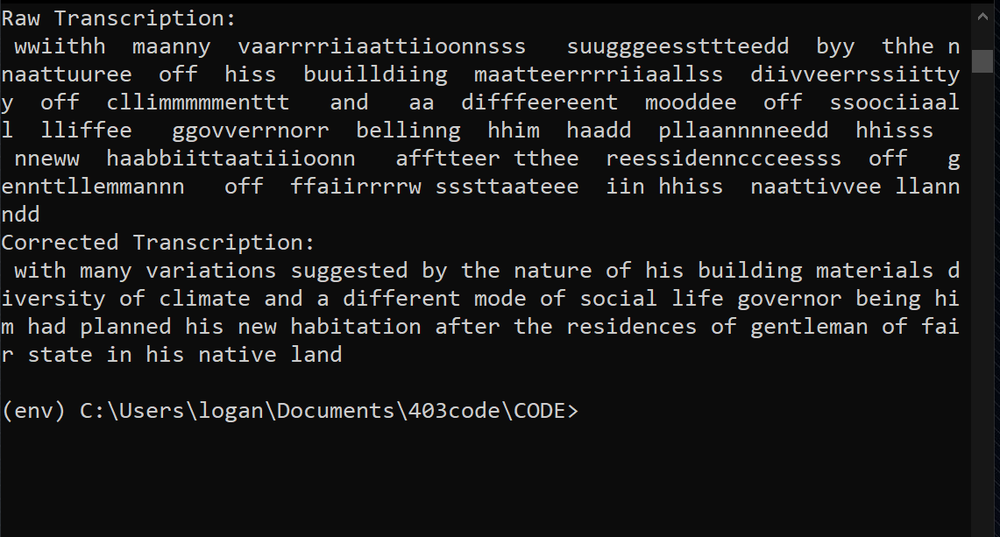 Raw Transcription:
 wwiithh  maanny  vaarrrriiaattiioonnsss   suugggeessttteedd  byy  thhe n
naattuuree  off  hiss  buuilldiing  maatteerrrriiaallss  diivveerrssiitty
y  off  cllimmmmmenttt   and   aa  difffeereent  mooddee  off  ssoociiaal
l  lliffee   ggovverrnorr  bellinng  hhim  haadd  pllaannnneedd  hhisss
 nneww  haabbiittaatiiioonn   afftteer tthee  reessidennccceesss  off   g
ennttllemmannn   off  ffaiirrrrw sssttaateee  iin hhiss  naattivvee llann
ndd
Corrected Transcription:
 with many variations suggested by the nature of his building materials d
iversity of climate and a different mode of social life governor being hi
m had planned his new habitation after the residences of gentleman of fai
r state in his native land
(env) C:\Users\logan\Documents\403code\CODE>